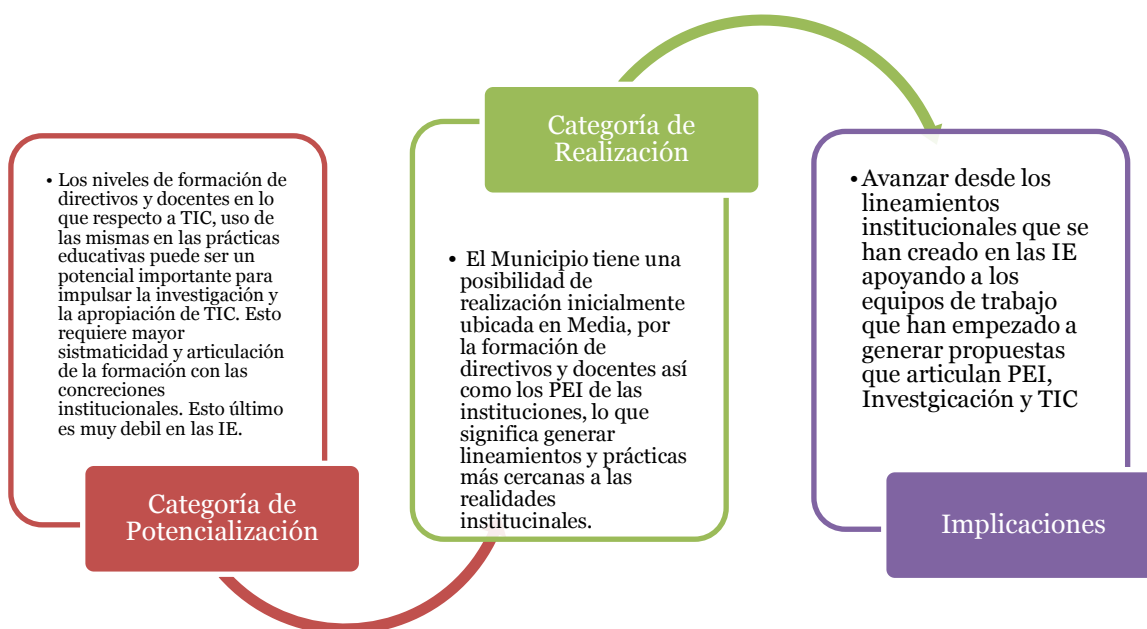 • Los niveles de formación de
directivos y docentes en lo
que respecto a TIC, uso de
las mismas en las prácticas
educativas puede ser un
potencial importante para
impulsar la investigación y
la apropiación de TIC. Esto
requiere mayor
sistmaticidad y articulación
de la formación con las
concreciones
institucionales. Esto último
es muy debil en las IE.
Categoría de
Potencialización
Categoría de
Realización
• El Municipio tiene una
posibilidad de
realización inicialmente
ubicada en Media, por
la formación de
directivos y docentes así
como los PEI de las
instituciones, lo que
significa generar
lineamientos y prácticas
más cercanas a las
realidades
institucinales.
• Avanzar desde los
lineamientos
institucionales que se
han creado en las IE
apoyando a los
equipos de trabajo
que han empezado a
generar propuestas
que articulan PEI,
Investgicación y TIC
Implicaciones